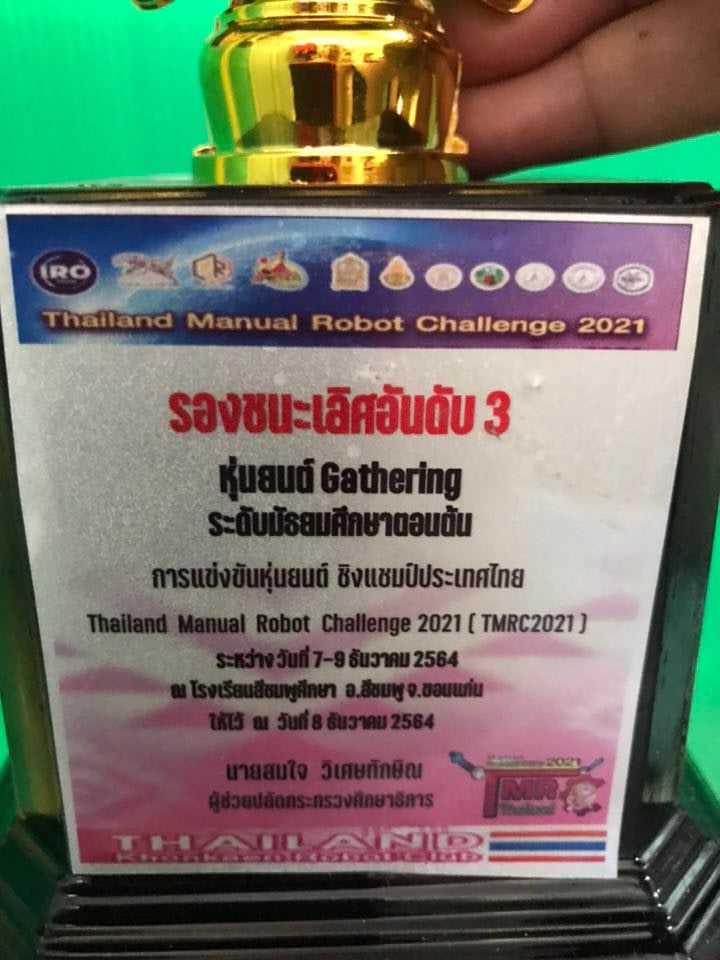 IRO
Thailand Manual Robot Challenge 2021
รองชนะเลิศอันดับ 3
หุ่นยนต์ Gathering
ระดับมัธยมศึกษาตอนต้น
การแข่งขันหุ่นยนต์ ชิงแชมป์ประเทศไทย
Thailand Manual Robot Challenge 2021 ( TMRC2021 )
ระหว่างวันที่ 7-9 ธันวาคม 2564
ณ โรงเรียนสีชมพูศึกษา อ.สีชมพู จ.ขอนแก่น
ให้ไว้ ณ วันที่ 8 ธันวาคม 2564
นายสมใจ วิเศษทักษิณ
ผู้ช่วยปลัดกระทรวงศึกษาธิการ
2021
TMR
Thailand
THAILAND
Khonkaen Robot Club